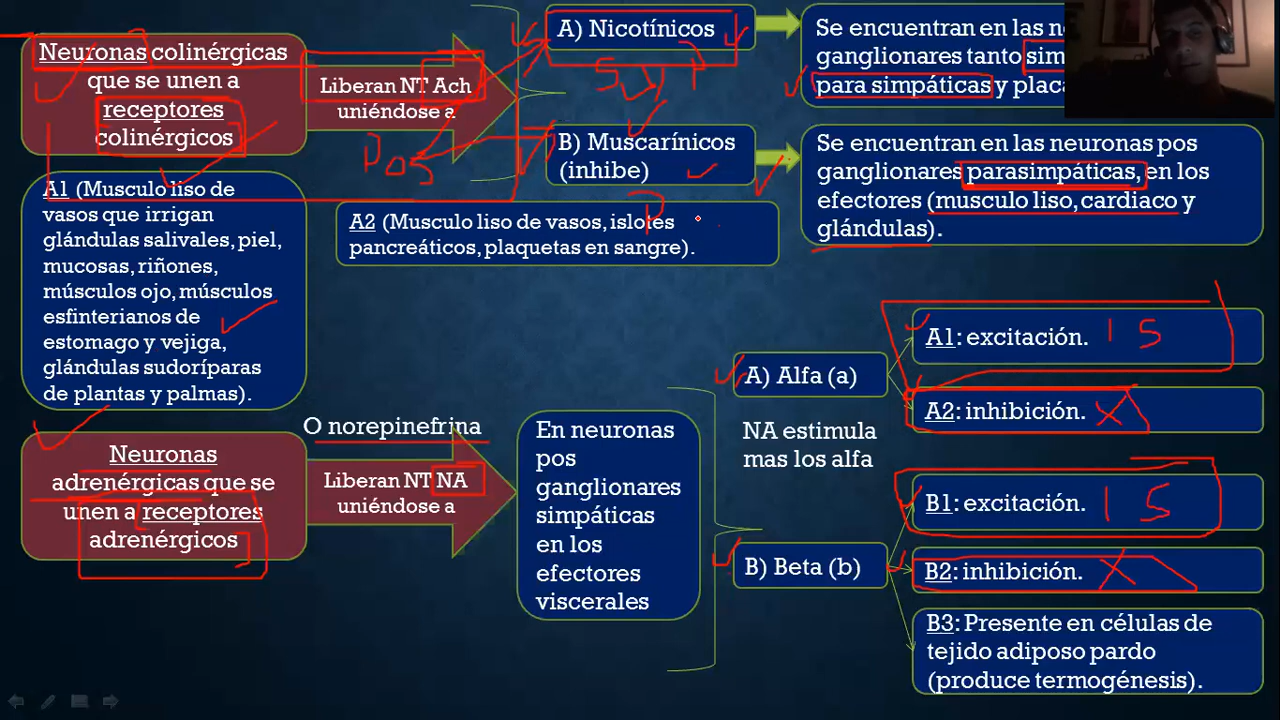 Neuronas colinérgicas
que se unen a
receptores
colinérgicos
Liberan NT Ach
uniéndose a
A) Nicotínicos
Se encuentran en las
ganglionares tanto
para simpáticas y
S y P
Pos
B) Muscarínicos
(inhibe)
P
Se encuentran en las neuronas pos
ganglionares parasimpáticas, en los
efectores (musculo liso, cardiaco y
glándulas).
A1 (Musculo liso de
vasos que irrigan
glándulas salivales, piel,
mucosas, riñones,
músculos ojo, músculos
esfinterianos de
estomago y vejiga,
glándulas sudoríparas
de plantas y palmas).
A2 (Musculo liso de vasos, islotes
pancreáticos, plaquetas en sangre).
Neuronas
adrenérgicas que se
unen a receptores
adrenérgicos
O norepinefrina
Liberan NT NA
uniéndose a
En neuronas
pos
ganglionares
simpáticas
en los
efectores
viscerales
A) Alfa (a)
NA estimula
mas los alfa
B) Beta (b)
A1: excitación. 1 5
A2: inhibición. X
B1: excitación. 1 5
B2: inhibición. X
B3: Presente en células de
tejido adiposo pardo
(produce termogénesis).